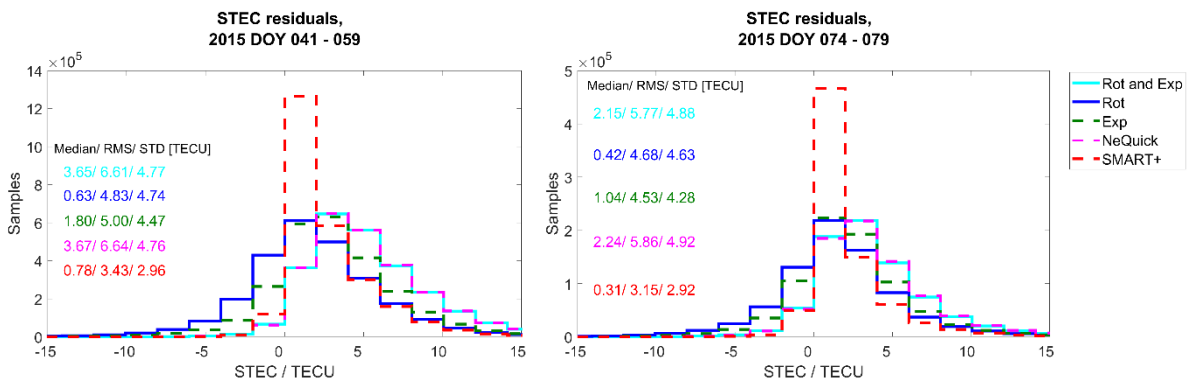 STEC residuals,
2015 DOY 041 - 059
×10⁵
14
12
10
8
6
4
2
0
Samples
Median/ RMS/ STD [TECU]
3.65/ 6.61/ 4.77
0.63/ 4.83/ 4.74
1.80/ 5.00/ 4.47
3.67/ 6.64/ 4.76
0.78/ 3.43/ 2.96
-15 -10 -5 0 5 10 15
STEC / TECU
STEC residuals,
2015 DOY 074 - 079
×10⁵
5
4
3
2
1
0
Samples
Median/ RMS/ STD [TECU]
2.15/ 5.77/ 4.88
0.42/ 4.68/ 4.63
1.04/ 4.53/ 4.28
2.24/ 5.86/ 4.92
0.31/ 3.15/ 2.92
-15 -10 -5 0 5 10 15
STEC / TECU
Rot and Exp
Rot
Exp
NeQuick
SMART+